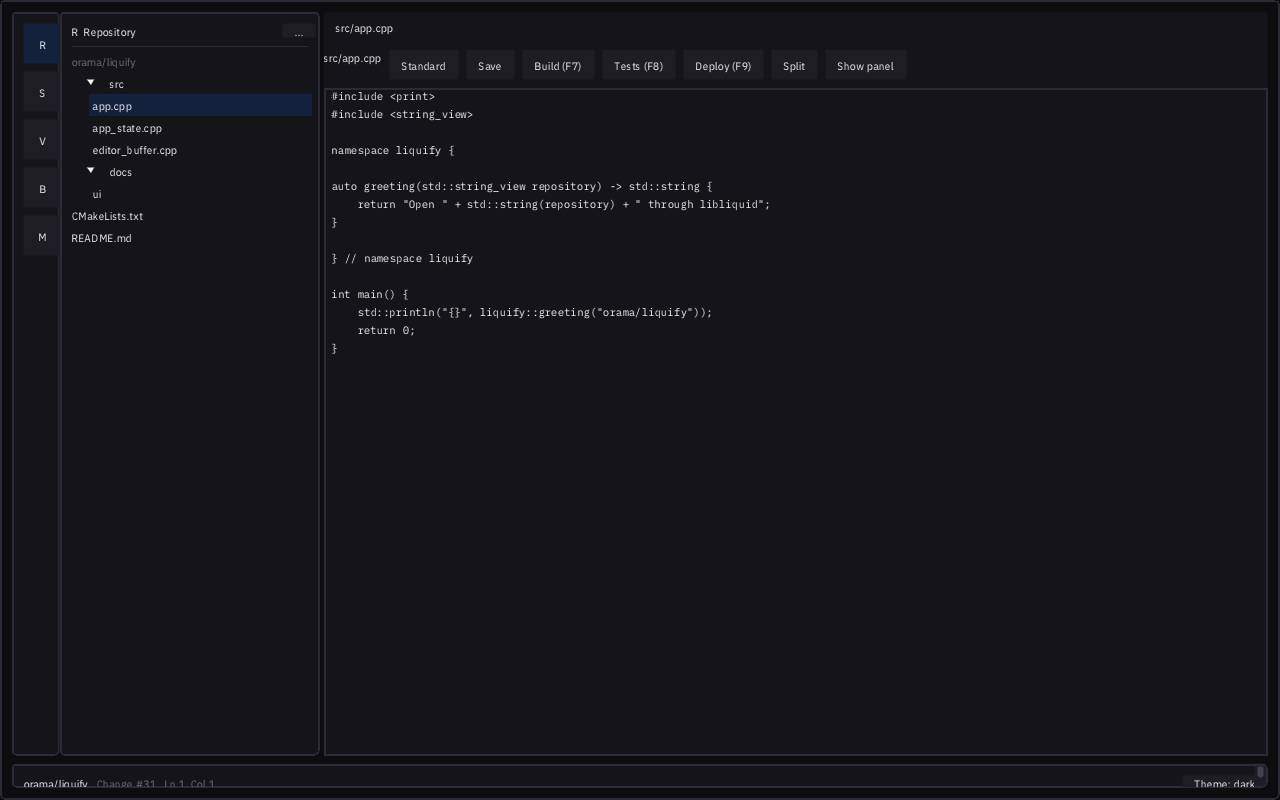 R
S
V
B
M
R Repository
...
orama/liquify
▼ src
app.cpp
app_state.cpp
editor_buffer.cpp
▼ docs
ui
CMakeLists.txt
README.md
src/app.cpp
src/app.cpp Standard Save Build (F7) Tests (F8) Deploy (F9) Split Show panel
#include <print>
#include <string_view>
namespace liquify {
auto greeting(std::string_view repository) -> std::string {
    return "Open " + std::string(repository) + " through libliquid";
}
} // namespace liquify
int main() {
    std::println("{}", liquify::greeting("orama/liquify"));
    return 0;
}
orama/liquify Change #31 Ln 1, Col 1 Theme: dark